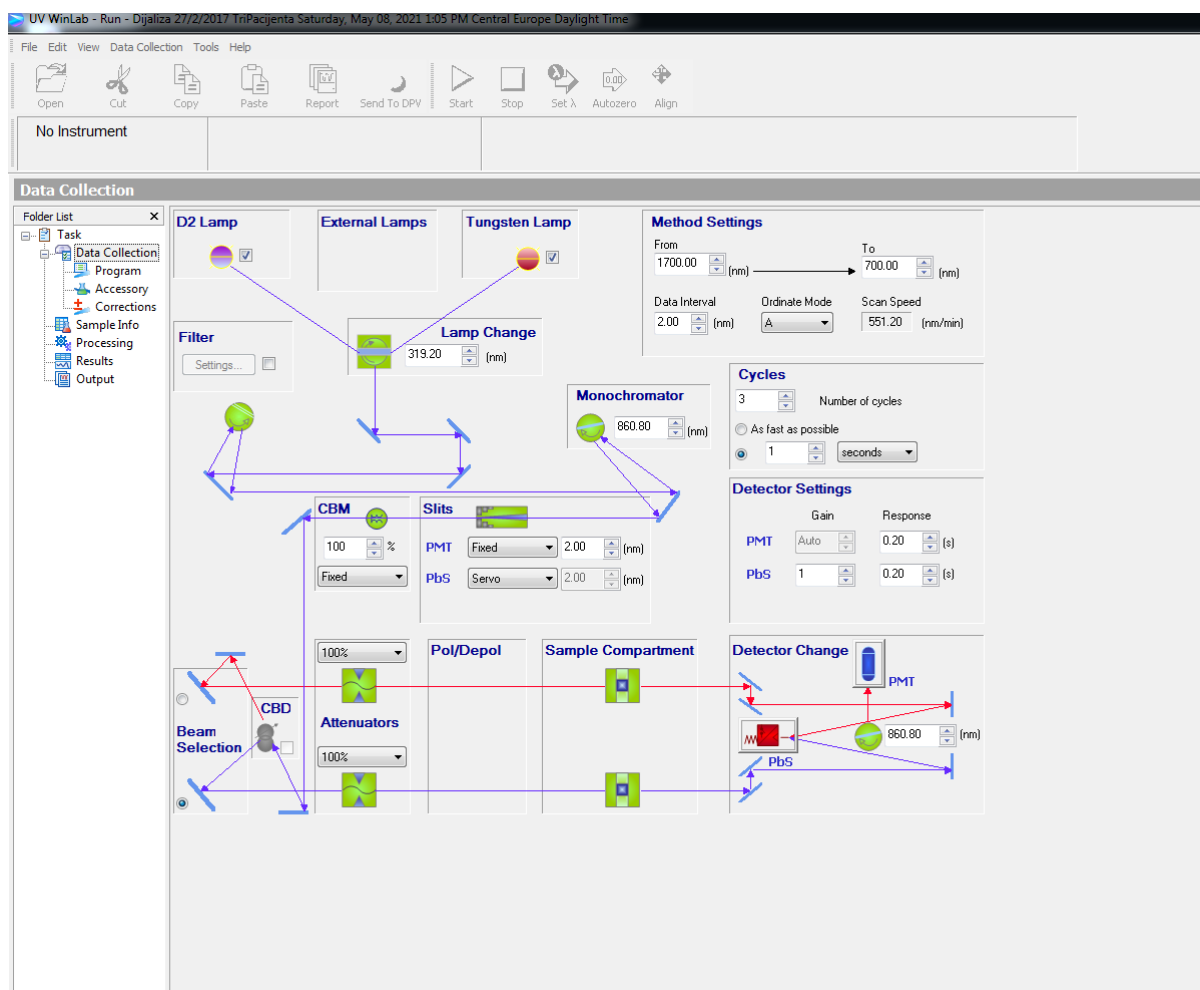 UV WinLab - Run - Dijaliza 27/2/2017 TriPacijenta Saturday, May 08, 2021 1:05 PM Central Europe Daylight Time
File Edit View Data Collection Tools Help
Open Cut Copy Paste Report Send To DPV Start Stop Set λ Autozero Align
No Instrument
Data Collection
Folder List
Task
Data Collection
Program
Accessory
Corrections
Sample Info
Processing
Results
Output
D2 Lamp
External Lamps
Tungsten Lamp
Method Settings
From To
1700.00 (nm) 700.00 (nm)
Data Interval Ordinate Mode Scan Speed
2.00 (nm) A 551.20 (nm/min)
Filter
Settings...
Lamp Change
319.20 (nm)
Monochromator
860.80 (nm)
Cycles
3 Number of cycles
As fast as possible
1 seconds
CBM
100 %
Fixed
Slits
PMT Fixed 2.00 (nm)
PbS Servo 2.00 (nm)
Detector Settings
Gain Response
PMT Auto 0.20 (s)
PbS 1 0.20 (s)
Beam
Selection
CBD
100%
Attenuators
100%
Pol/Depol
Sample Compartment
Detector Change
PMT
860.80 (nm)
PbS